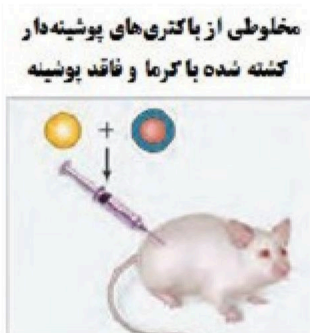 مخلوطی از باکتری‌های پوشینه‌دار
کشته شده با گرما و فاقد پوشینه
+